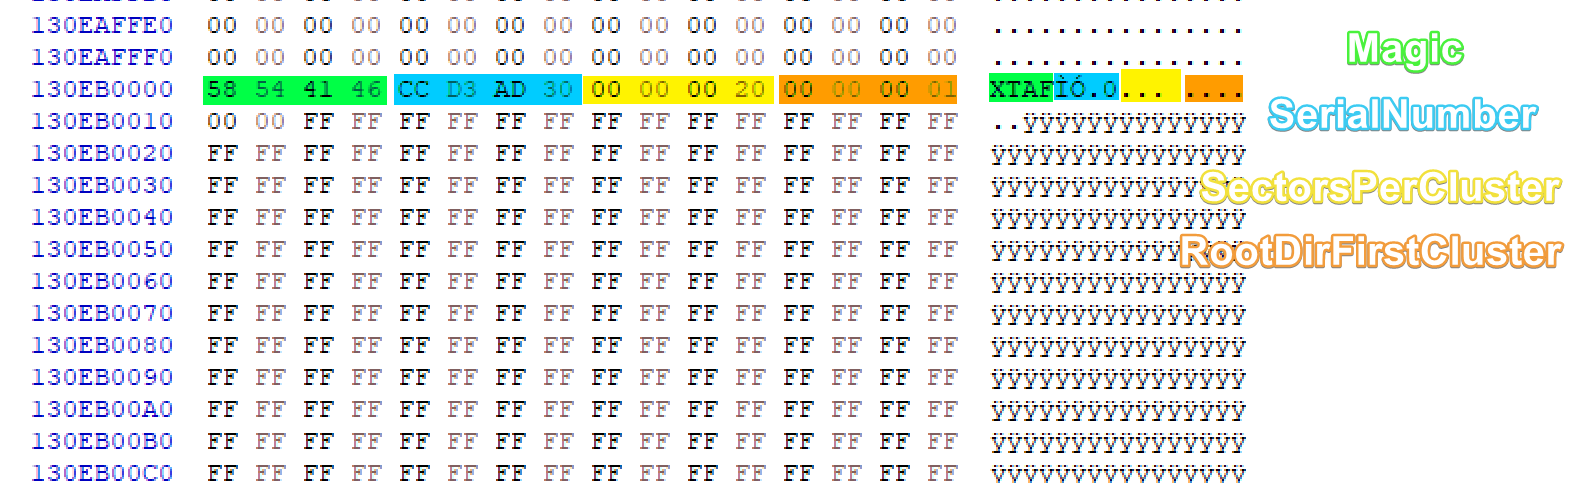 130EAFFE0 00 00 00 00 00 00 00 00 00 00 00 00 00 00 00 00 ................
130EAFFF0 00 00 00 00 00 00 00 00 00 00 00 00 00 00 00 00 ................
Magic
130EB0000 58 54 41 46 CC D3 AD 30 00 00 00 20 00 00 00 01 XTAFÌÓ.0... ....
130EB0010 00 00 FF FF FF FF FF FF FF FF FF FF FF FF FF FF ..ÿÿÿÿÿÿÿÿÿÿÿÿÿÿ
SerialNumber
130EB0020 FF FF FF FF FF FF FF FF FF FF FF FF FF FF FF FF ÿÿÿÿÿÿÿÿÿÿÿÿÿÿÿÿ
130EB0030 FF FF FF FF FF FF FF FF FF FF FF FF FF FF FF FF ÿÿÿÿÿÿÿÿÿÿÿÿÿ
SectorsPerCluster
130EB0040 FF FF FF FF FF FF FF FF FF FF FF FF FF FF FF FF ÿÿÿÿÿÿÿÿÿÿÿÿÿÿÿÿ
130EB0050 FF FF FF FF FF FF FF FF FF FF FF FF FF FF FF FF ÿÿÿÿÿÿÿÿÿÿÿÿ
RootDirFirstCluster
130EB0060 FF FF FF FF FF FF FF FF FF FF FF FF FF FF FF FF ÿÿÿÿÿÿÿÿÿÿÿÿÿÿÿÿ
130EB0070 FF FF FF FF FF FF FF FF FF FF FF FF FF FF FF FF ÿÿÿÿÿÿÿÿÿÿÿÿÿÿÿÿ
130EB0080 FF FF FF FF FF FF FF FF FF FF FF FF FF FF FF FF ÿÿÿÿÿÿÿÿÿÿÿÿÿÿÿÿ
130EB0090 FF FF FF FF FF FF FF FF FF FF FF FF FF FF FF FF ÿÿÿÿÿÿÿÿÿÿÿÿÿÿÿÿ
130EB00A0 FF FF FF FF FF FF FF FF FF FF FF FF FF FF FF FF ÿÿÿÿÿÿÿÿÿÿÿÿÿÿÿÿ
130EB00B0 FF FF FF FF FF FF FF FF FF FF FF FF FF FF FF FF ÿÿÿÿÿÿÿÿÿÿÿÿÿÿÿÿ
130EB00C0 FF FF FF FF FF FF FF FF FF FF FF FF FF FF FF FF ÿÿÿÿÿÿÿÿÿÿÿÿÿÿÿÿ